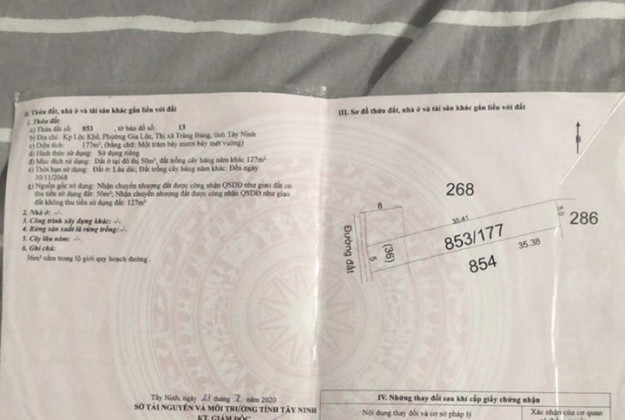 II. Thửa đất, nhà ở và tài sản khác gắn liền với đất
1. Thửa đất:
a) Thửa đất số: 853 , tờ bản đồ số: 13
b) Địa chỉ: Kp Lộc Khê, Phường Gia Lộc, Thị xã Trảng Bàng, tỉnh Tây Ninh
c) Diện tích: 177m², (bằng chữ: Một trăm bảy mươi bảy mét vuông)
d) Hình thức sử dụng: Sử dụng riêng
đ) Mục đích sử dụng: Đất ở tại đô thị 50m², đất trồng cây hàng năm khác 127m²
e) Thời hạn sử dụng: Đất ở: Lâu dài; Đất trồng cây hàng năm khác: Đến ngày
20/11/2068
g) Nguồn gốc sử dụng: Nhận chuyển nhượng đất được công nhận QSDĐ như giao đất có
thu tiền sử dụng đất: 50m²; Nhận chuyển nhượng đất được công nhận QSDĐ như giao
đất không thu tiền sử dụng đất: 127m²
2. Nhà ở: -/-
3. Công trình xây dựng khác: -/-
4. Rừng sản xuất là rừng trồng: -/-
5. Cây lâu năm: -/-
6. Ghi chú:
36m² nằm trong lộ giới quy hoạch đường .
Tây Ninh, ngày 21 tháng 7 năm 2020
SỞ TÀI NGUYÊN VÀ MÔI TRƯỜNG TỈNH TÂY NINH
KT. GIÁM ĐỐC
III. Sơ đồ thửa đất, nhà ở và tài sản khác gắn liền với đất
268
8
35.41
5.0
286
Đường đất
5
(36)
853/177
35.38
854
IV. Những thay đổi sau khi cấp giấy chứng nhận
Nội dung thay đổi và cơ sở pháp lý
Xác nhận của cơ quan